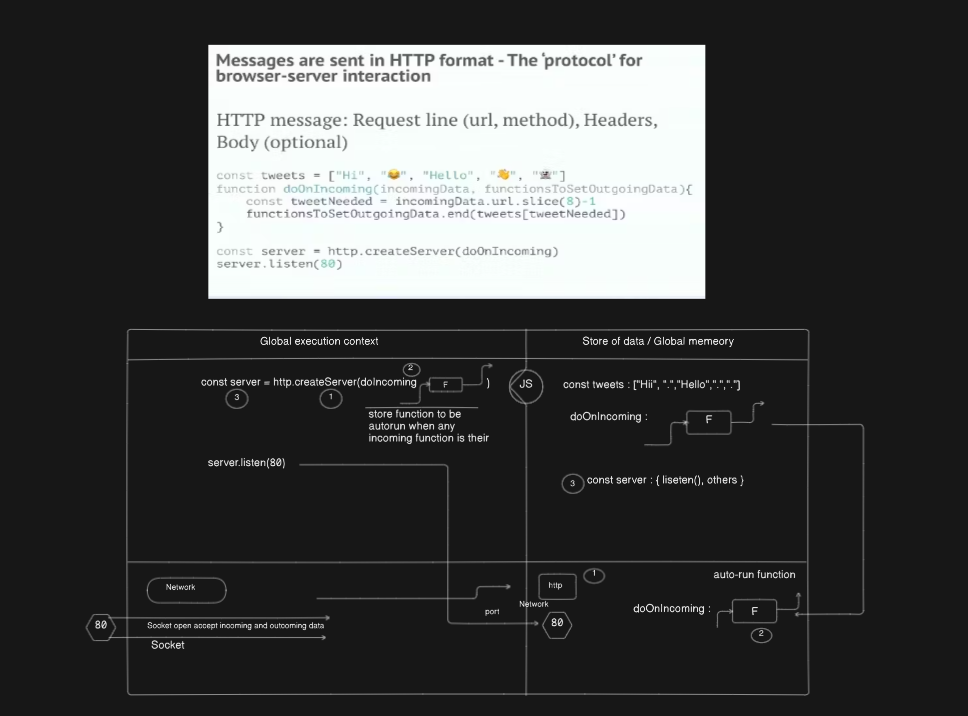 Messages are sent in HTTP format - The 'protocol' for
browser-server interaction
HTTP message: Request line (url, method), Headers,
Body (optional)
const tweets = ["Hi", "😂", "Hello", "👋", "
"]
function doOnIncoming(incomingData, functionsToSetOutgoingData){
const tweetNeeded = incomingData.url.slice(8)-1
functionsToSetOutgoingData.end(tweets[tweetNeeded])
}
const server = http.createServer(doOnIncoming)
server.listen(80)
Global execution context
Store of data / Global memeory
2
const server = http.createServer(doIncoming F )
3
1
store function to be
autorun when any
incoming function is their
server.listen(80)
JS
const tweets : ["Hii", ".","Hello",".","."]
doOnIncoming :
F
3
const server : { liseten(), others }
Network
80
Socket open accept incoming and outcoming data
Socket
port
http
1
Network
80
auto-run function
doOnIncoming :
F
2